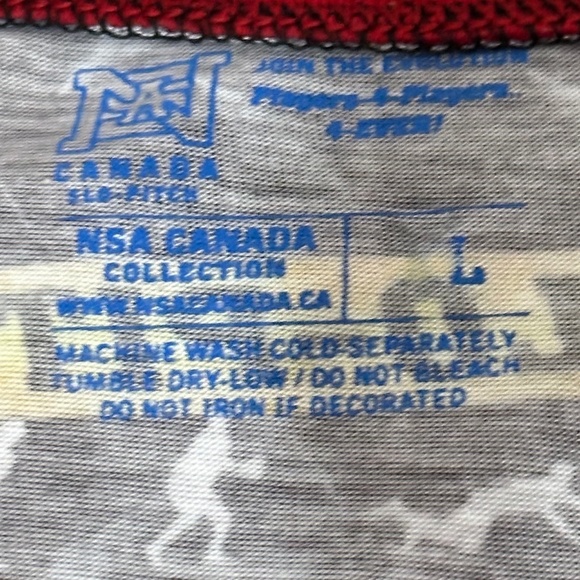 NSA
JOIN THE EVOLUTION
Players-4-Players..
4-EVER!
CANADA
SLO-PITCH
NSA CANADA
COLLECTION
WWW.NSACANADA.CA
L
MACHINE WASH COLD-SEPARATELY
TUMBLE DRY-LOW / DO NOT BLEACH
DO NOT IRON IF DECORATED